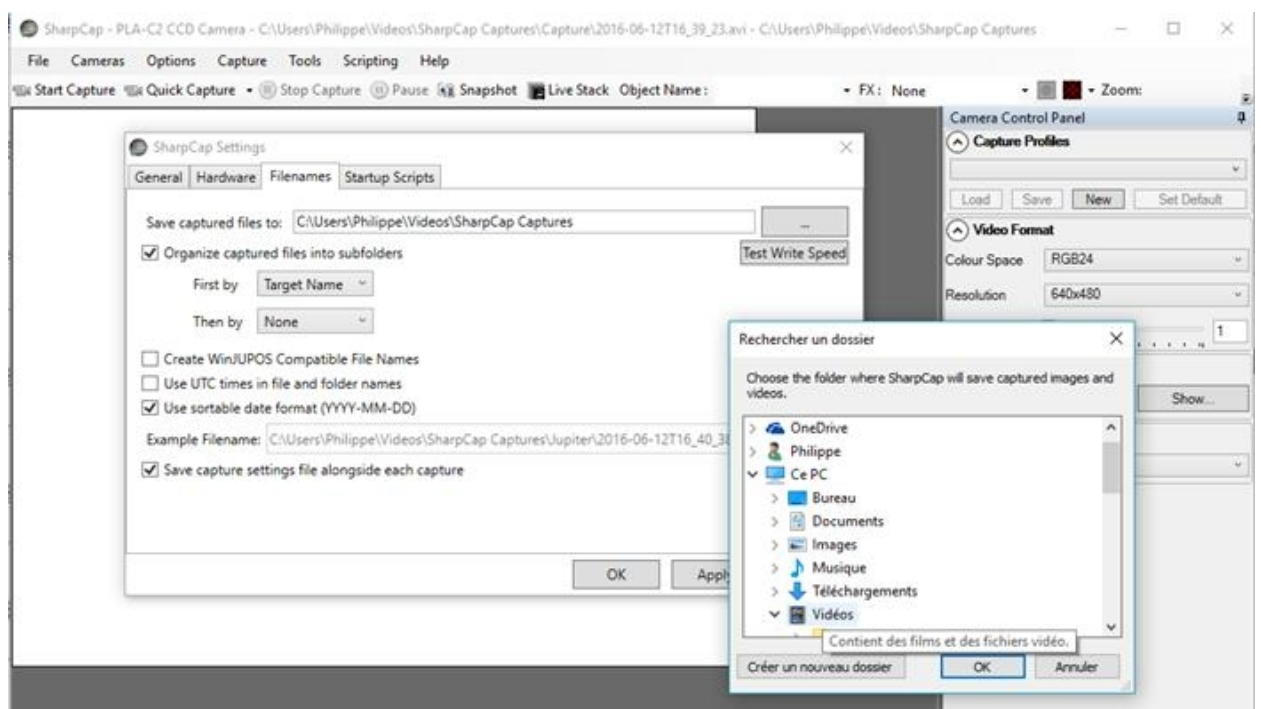 SharpCap - PLA-C2 CCD Camera - C:\Users\Philippe\Videos\SharpCap Captures\Capture\2016-06-12T16_39_23.avi - C:\Users\Philippe\Videos\SharpCap Captures
File Cameras Options Capture Tools Scripting Help
Start Capture Quick Capture Stop Capture Pause Snapshot Live Stack Object Name: FX: None Zoom:
Camera Control Panel
Capture Profiles
Load Save New Set Default
Video Format
Colour Space RGB24
Resolution 640x480
1
Show...
SharpCap Settings
General Hardware Filenames Startup Scripts
Save captured files to: C:\Users\Philippe\Videos\SharpCap Captures ...
Organize captured files into subfolders Test Write Speed
First by Target Name
Then by None
Create WinJUPOS Compatible File Names
Use UTC times in file and folder names
Use sortable date format (YYYY-MM-DD)
Example Filename: C:\Users\Philippe\Videos\SharpCap Captures\Jupiter\2016-06-12T16_40_38
Save capture settings file alongside each capture
OK Apply
Rechercher un dossier
Choose the folder where SharpCap will save captured images and
videos.
OneDrive
Philippe
Ce PC
Bureau
Documents
Images
Musique
Téléchargements
Vidéos
Contient des films et des fichiers vidéo.
Créer un nouveau dossier OK Annuler